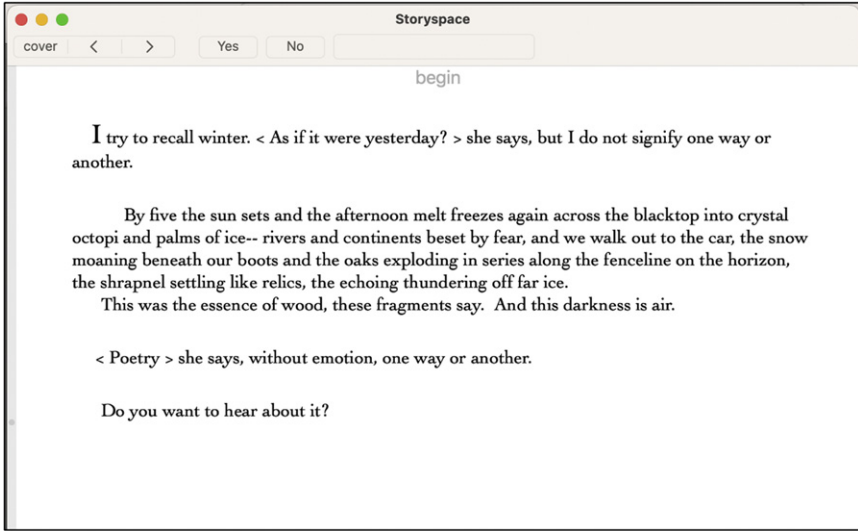 Storyspace
cover < > Yes No
begin
I try to recall winter. < As if it were yesterday? > she says, but I do not signify one way or
another.
By five the sun sets and the afternoon melt freezes again across the blacktop into crystal
octopi and palms of ice-- rivers and continents beset by fear, and we walk out to the car, the snow
moaning beneath our boots and the oaks exploding in series along the fenceline on the horizon,
the shrapnel settling like relics, the echoing thundering off far ice.
This was the essence of wood, these fragments say.  And this darkness is air.
< Poetry > she says, without emotion, one way or another.
Do you want to hear about it?